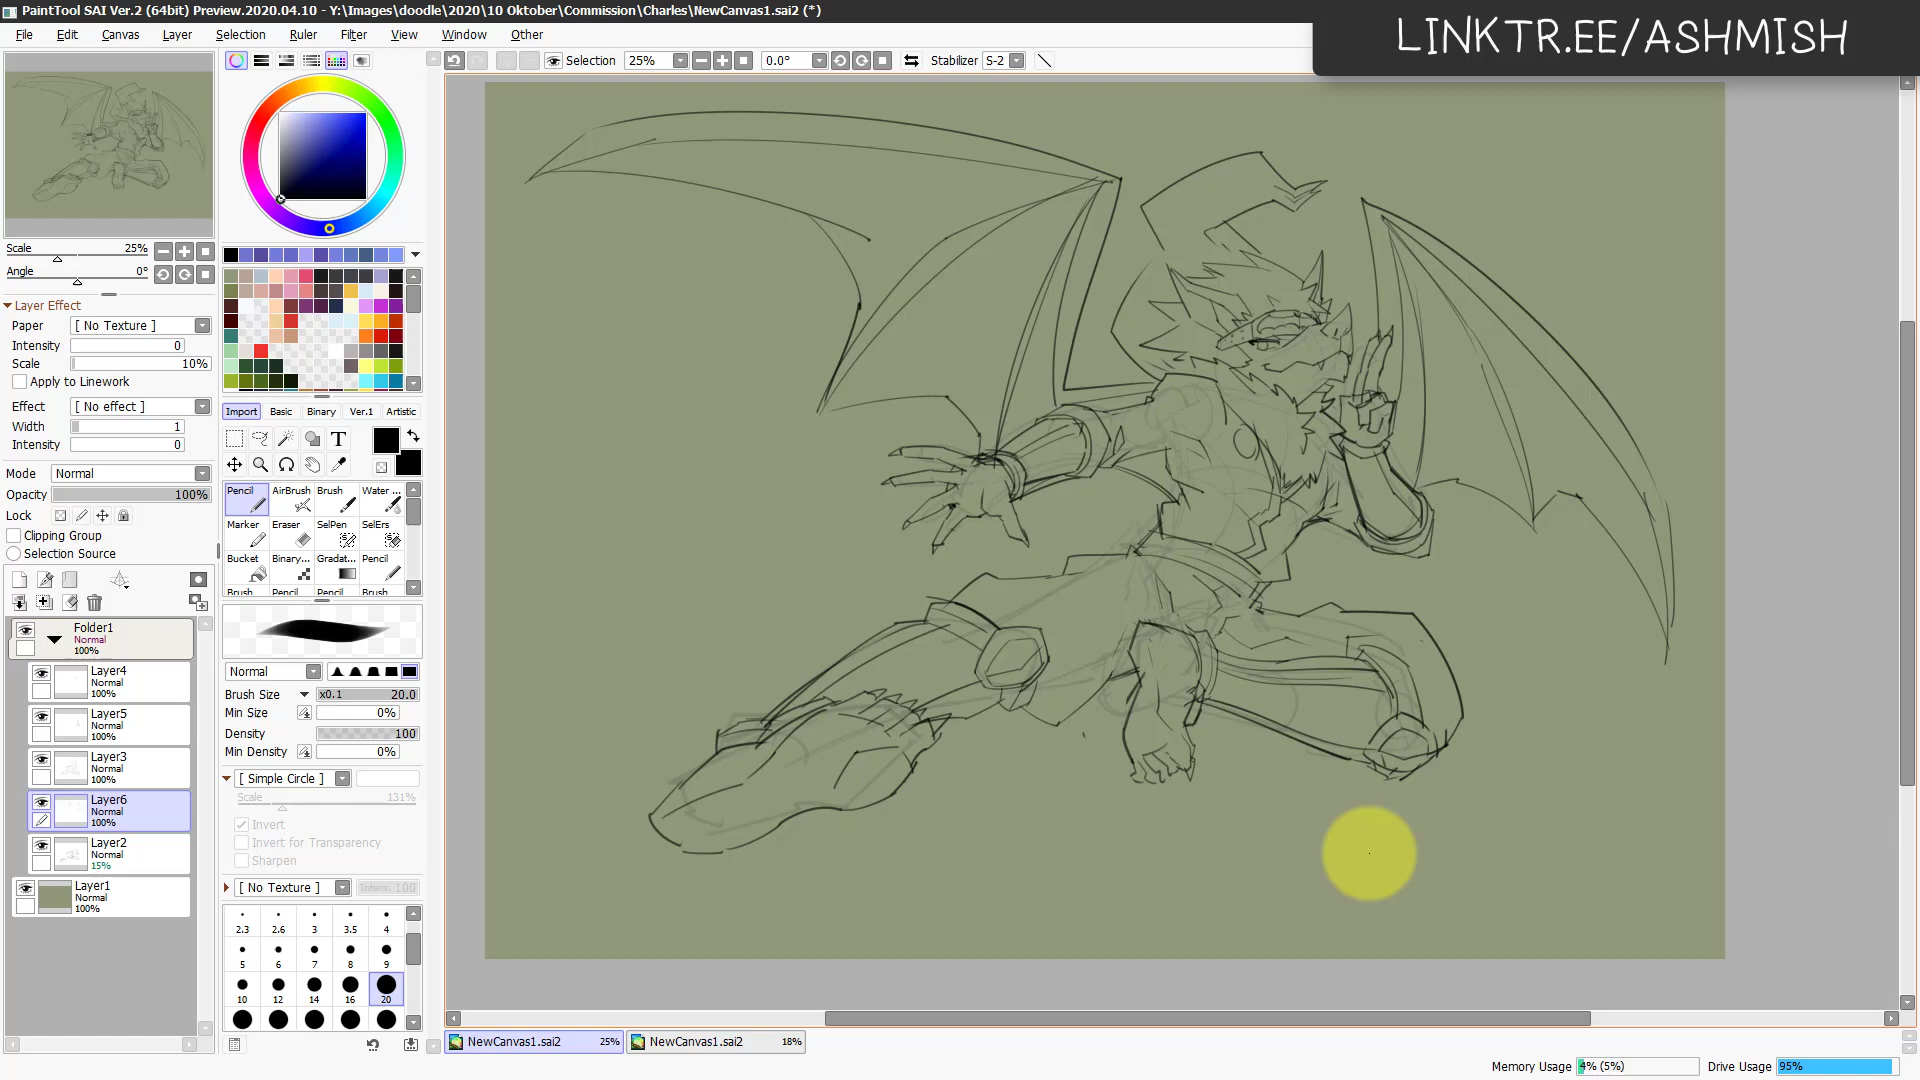 PaintTool SAI Ver.2 (64bit) Preview.2020.04.10 - Y:\Images\doodle\2020\10 Oktober\Commission\Charles\NewCanvas1.sai2 (*)
LINKTR.EE/ASHMISH
File Edit Canvas Layer Selection Ruler Filter View Window Other
Selection 25% 0.0° Stabilizer S-2
Scale 25%
Angle 0°
Layer Effect
Paper [ No Texture ]
Intensity 0
Scale 10%
Apply to Linework
Effect [ No effect ]
Width 1
Intensity 0
Mode Normal
Opacity 100%
Lock
Clipping Group
Selection Source
Folder1
Normal
100%
Layer4
Normal
100%
Layer5
Normal
100%
Layer3
Normal
100%
Layer6
Normal
100%
Layer2
Normal
15%
Layer1
Normal
100%
Import Basic Binary Ver.1 Artistic
T
Pencil AirBrush Brush Water ...
Marker Eraser SelPen SelErs
Bucket Binary... Gradat... Pencil
Brush Pencil Pencil Brush
Normal
Brush Size x0.1 20.0
Min Size 0%
Density 100
Min Density 0%
[ Simple Circle ]
Scale 131%
Invert
Invert for Transparency
Sharpen
[ No Texture ] Intens. 100
2.3 2.6 3 3.5 4
5 6 7 8 9
10 12 14 16 20
NewCanvas1.sai2 25% NewCanvas1.sai2 18%
Memory Usage 4% (5%) Drive Usage 95%